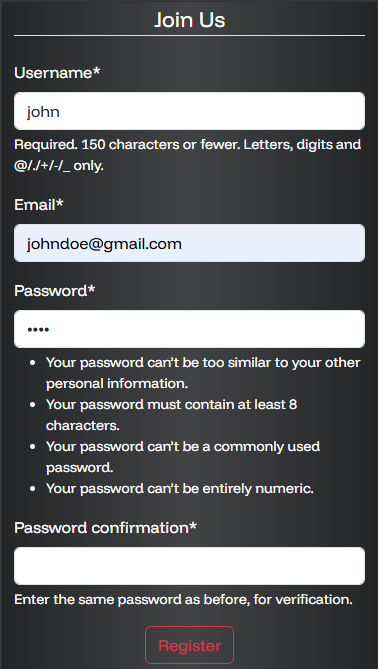 Join Us
Username*
john
Required. 150 characters or fewer. Letters, digits and
@/./+/-/_ only.
Email*
johndoe@gmail.com
Password*
••••
• Your password can't be too similar to your other
personal information.
• Your password must contain at least 8
characters.
• Your password can't be a commonly used
password.
• Your password can't be entirely numeric.
Password confirmation*
Enter the same password as before, for verification.
Register